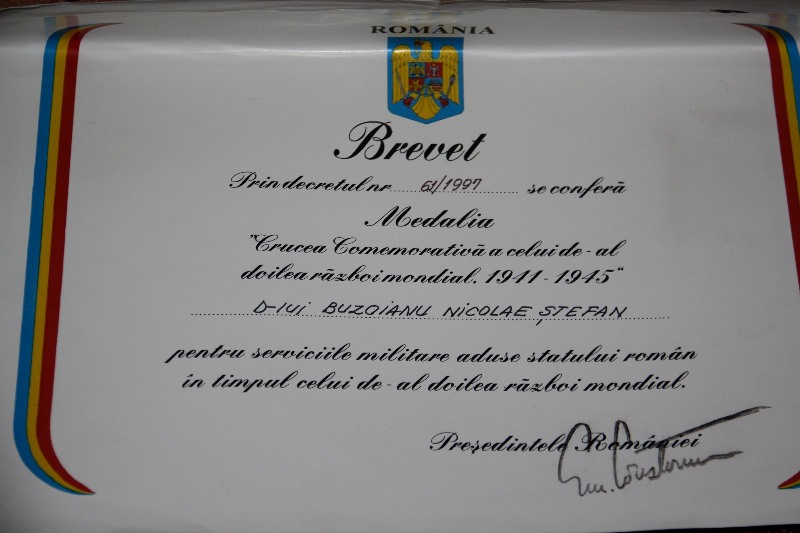 ROMÂNIA
Brevet
Prin decretul nr 61/1997 se conferă
Medalia
"Crucea Comemorativă a celui de-al
doilea război mondial, 1941-1945"
D-lui BUZOIANU NICOLAE ȘTEFAN
pentru serviciile militare aduse statului român
în timpul celui de-al doilea război mondial.
Președintele României
Em. Constantinescu